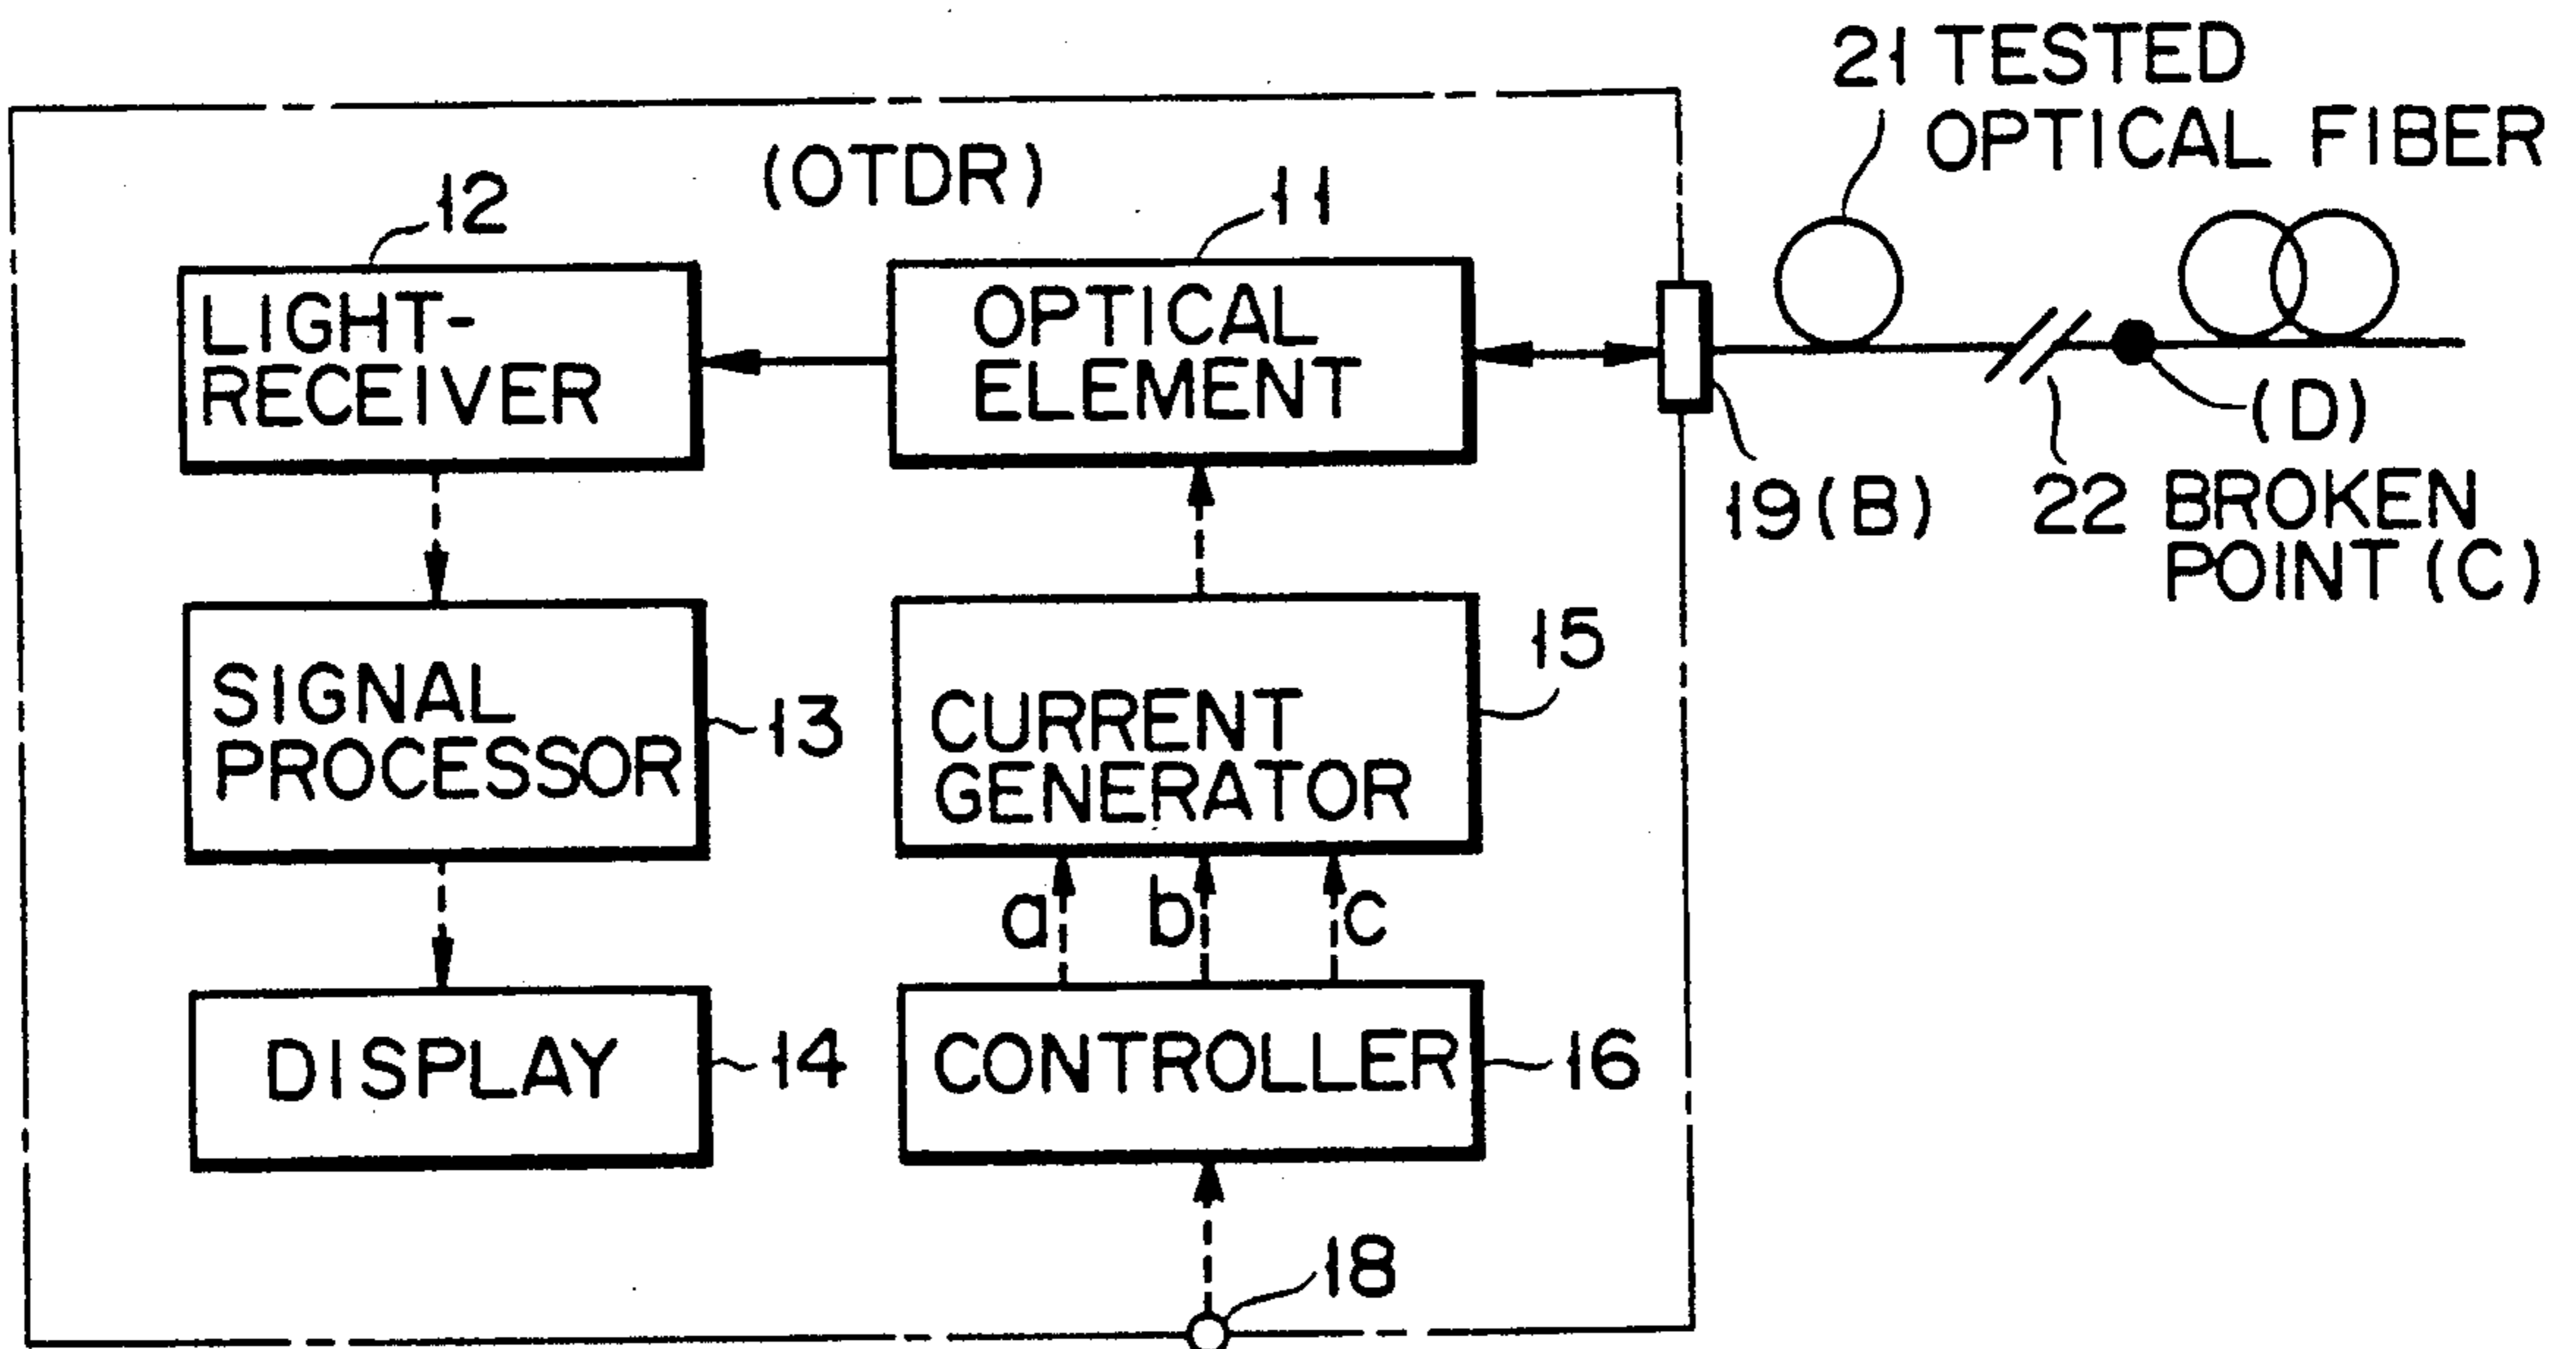 21 TESTED
OPTICAL FIBER
(OTDR)
12
11
LIGHT-
RECEIVER
OPTICAL
ELEMENT
(D)
19(B)
22 BROKEN
POINT (C)
15
SIGNAL
PROCESSOR
13
CURRENT
GENERATOR
a
b
c
DISPLAY
14
CONTROLLER
16
18